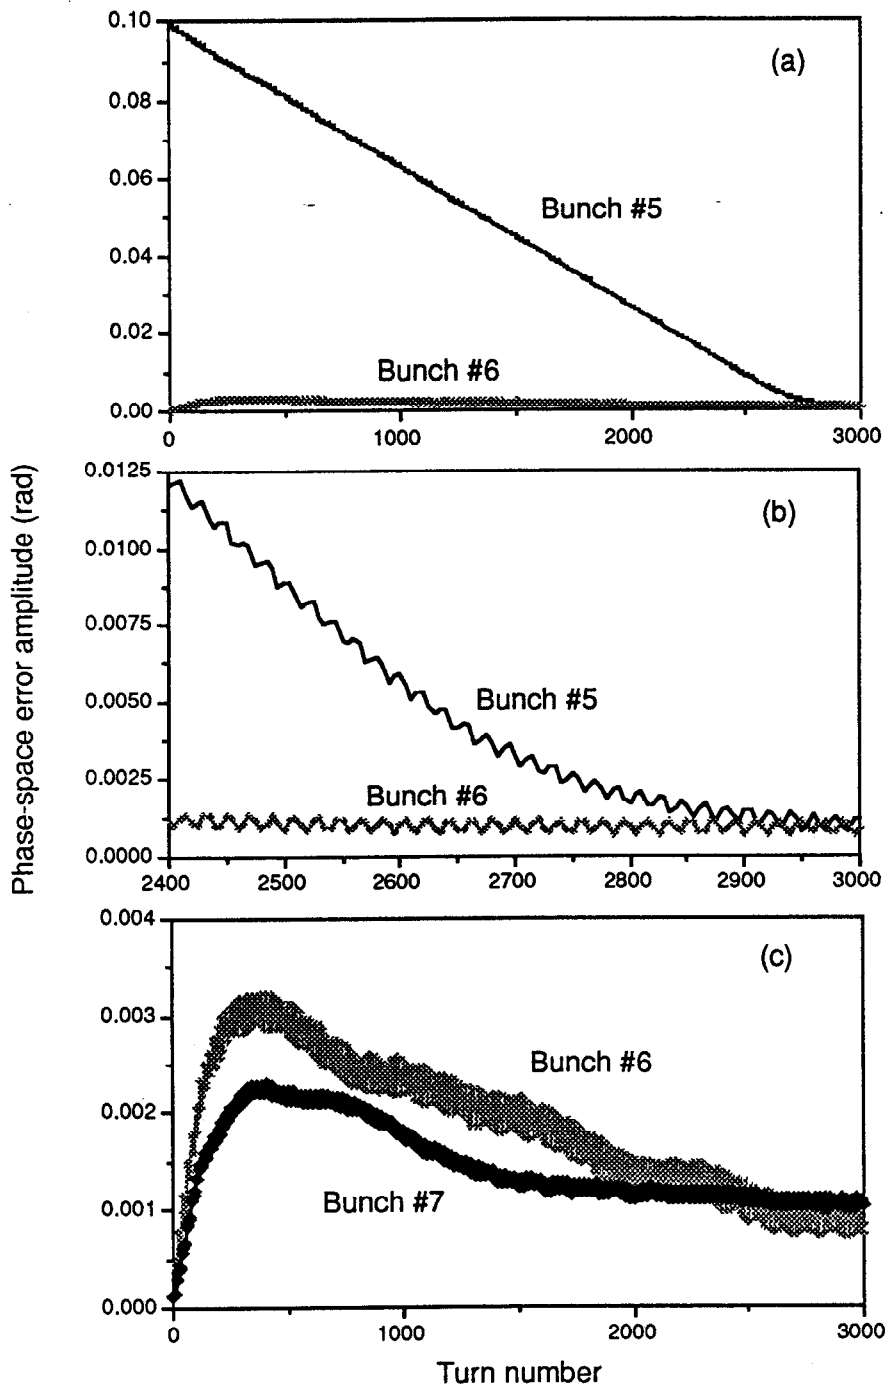 0.10
(a)
0.08
0.06
Bunch #5
0.04
0.02
Bunch #6
0.00
0 1000 2000 3000
Phase-space error amplitude (rad)
0.0125
(b)
0.0100
0.0075
0.0050
Bunch #5
0.0025
Bunch #6
0.0000
2400 2500 2600 2700 2800 2900 3000
0.004
(c)
0.003
Bunch #6
0.002
Bunch #7
0.001
0.000
0 1000 2000 3000
Turn number